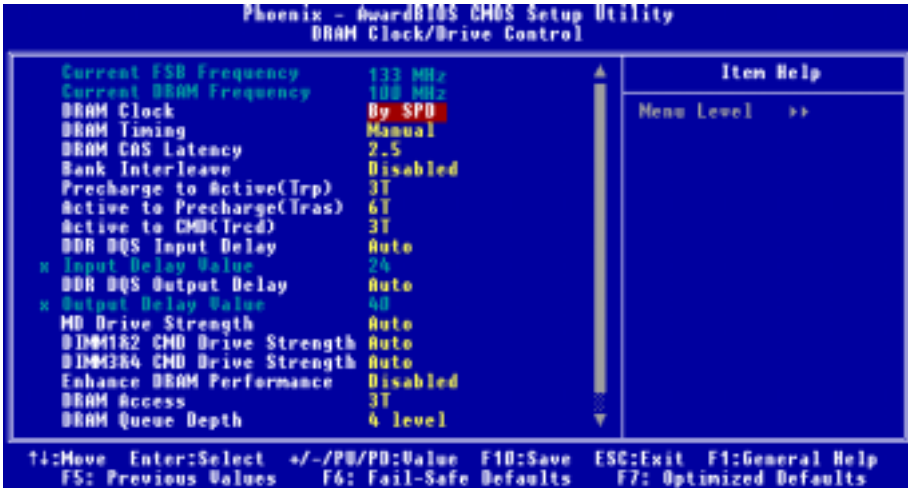 Phoenix - AwardBIOS CMOS Setup Utility
DRAM Clock/Drive Control
Current FSB Frequency 133 MHz
Current DRAM Frequency 100 MHz
DRAM Clock By SPD
DRAM Timing Manual
DRAM CAS Latency 2.5
Bank Interleave Disabled
Precharge to Active(Trp) 3T
Active to Precharge(Tras) 6T
Active to CMD(Trcd) 3T
DDR DQS Input Delay Auto
x Input Delay Value 24
DDR DQS Output Delay Auto
x Output Delay Value 40
MD Drive Strength Auto
DIMM1&2 CMD Drive Strength Auto
DIMM3&4 CMD Drive Strength Auto
Enhance DRAM Performance Disabled
DRAM Access 3T
DRAM Queue Depth 4 level
Item Help
Menu Level ▸▸
↑↓:Move Enter:Select +/-/PU/PD:Value F10:Save ESC:Exit F1:General Help
F5: Previous Values F6: Fail-Safe Defaults F7: Optimized Defaults